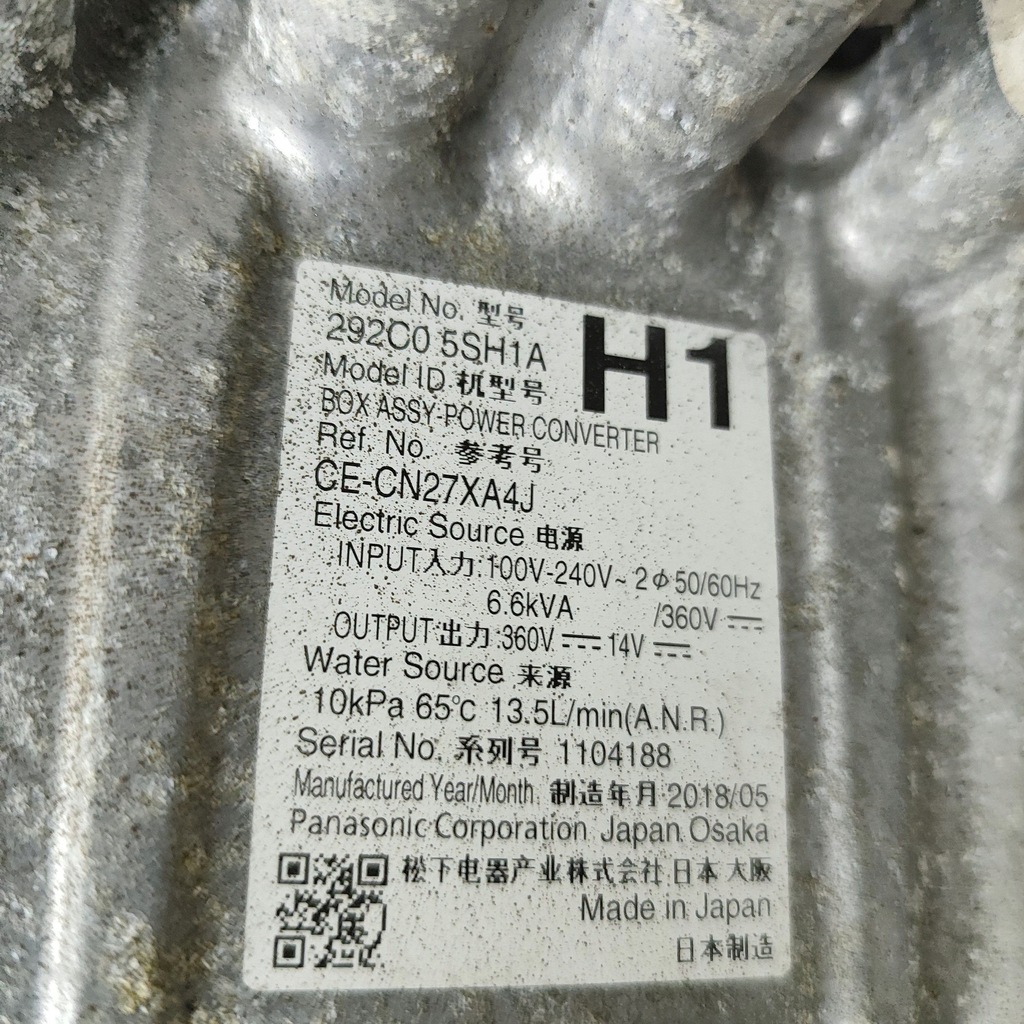 Model No. 型号
H1
292C0 5SH1A
Model ID 机型号
BOX ASSY-POWER CONVERTER
Ref. No. 参考号
CE-CN27XA4J
Electric Source 电源
INPUT入力:100V-240V~ 2Φ50/60Hz
6.6kVA /360V ⎓
OUTPUT出力:360V ⎓ 14V ⎓
Water Source 来源
10kPa 65℃ 13.5L/min(A.N.R.)
Serial No. 系列号 1104188
Manufactured Year/Month 制造年月 2018/05
Panasonic Corporation Japan Osaka
松下电器产业株式会社 日本 大阪
Made in Japan
日本制造